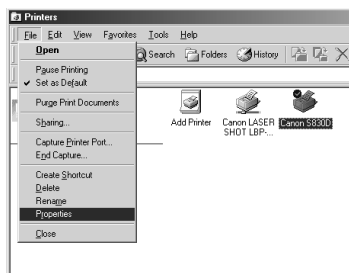 Printers
File Edit View Favorites Tools Help
Open
Search Folders History
Pause Printing
Set as Default
Purge Print Documents
Sharing...
Add Printer
Canon LASER SHOT LBP-...
Canon S830D
Capture Printer Port...
End Capture...
Create Shortcut
Delete
Rename
Properties
Close